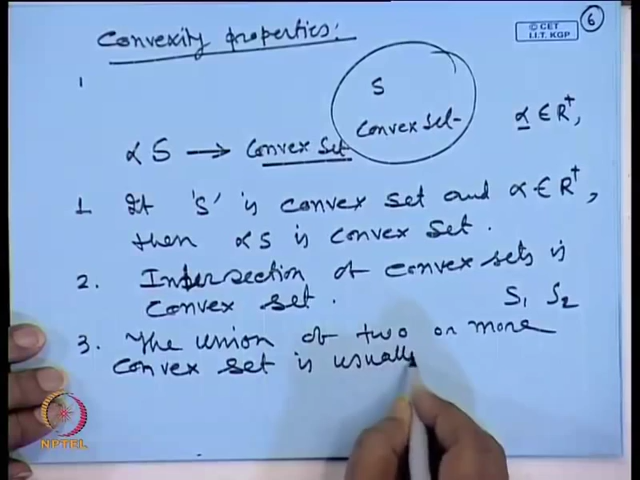 © CET
I.I.T. KGP
6
Convexity properties:
1
S
Convex Set
α ∈ R⁺,
αS → Convex Set
1 If 'S' is convex set and α ∈ R⁺,
then αS is convex set.
2. Intersection of convex sets is
convex set.
S₁ S₂
3. The union of two or more
convex set is usually
NPTEL